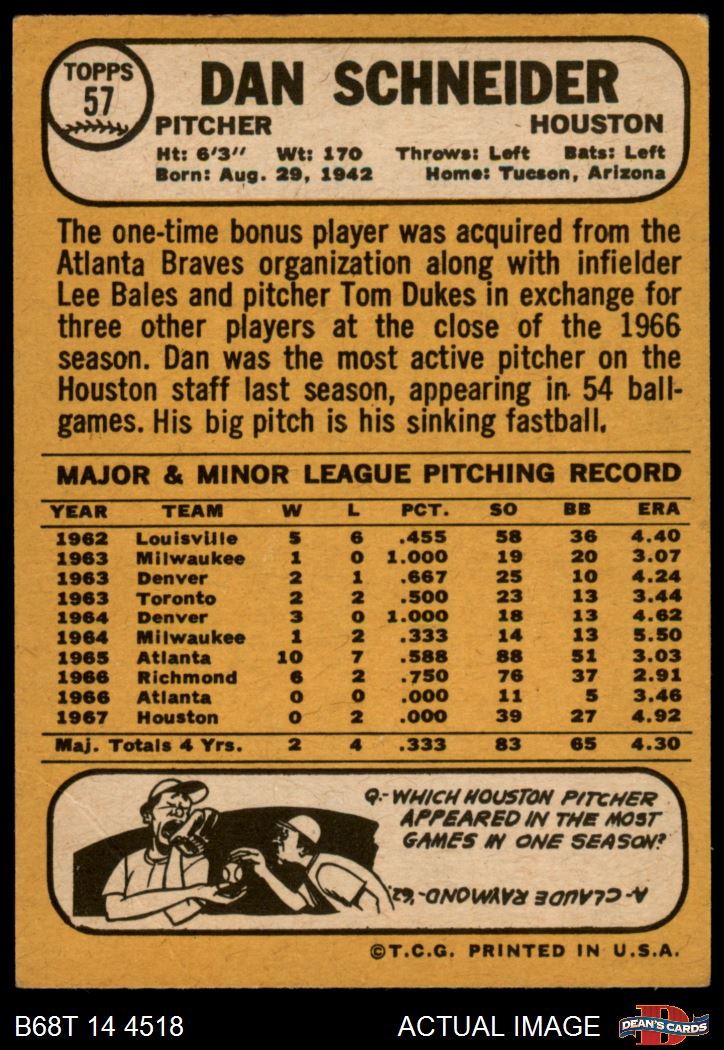 TOPPS
57
DAN SCHNEIDER
PITCHER HOUSTON
Ht: 6'3" Wt: 170 Throws: Left Bats: Left
Born: Aug. 29, 1942 Home: Tucson, Arizona
The one-time bonus player was acquired from the
Atlanta Braves organization along with infielder
Lee Bales and pitcher Tom Dukes in exchange for
three other players at the close of the 1966
season. Dan was the most active pitcher on the
Houston staff last season, appearing in 54 ball-
games. His big pitch is his sinking fastball.
MAJOR & MINOR LEAGUE PITCHING RECORD
YEAR TEAM W L PCT. SO BB ERA
1962 Louisville 5 6 .455 58 36 4.40
1963 Milwaukee 1 0 1.000 19 20 3.07
1963 Denver 2 1 .667 25 10 4.24
1963 Toronto 2 2 .500 23 13 3.44
1964 Denver 3 0 1.000 18 13 4.62
1964 Milwaukee 1 2 .333 14 13 5.50
1965 Atlanta 10 7 .588 88 51 3.03
1966 Richmond 6 2 .750 76 37 2.91
1966 Atlanta 0 0 .000 11 5 3.46
1967 Houston 0 2 .000 39 27 4.92
Maj. Totals 4 Yrs. 2 4 .333 83 65 4.30
Q.-WHICH HOUSTON PITCHER
APPEARED IN THE MOST
GAMES IN ONE SEASON?
A-CLAUDE RAYMOND-'62.
©T.C.G. PRINTED IN U.S.A.
B68T 14 4518 ACTUAL IMAGE
D
DEAN'S CARDS